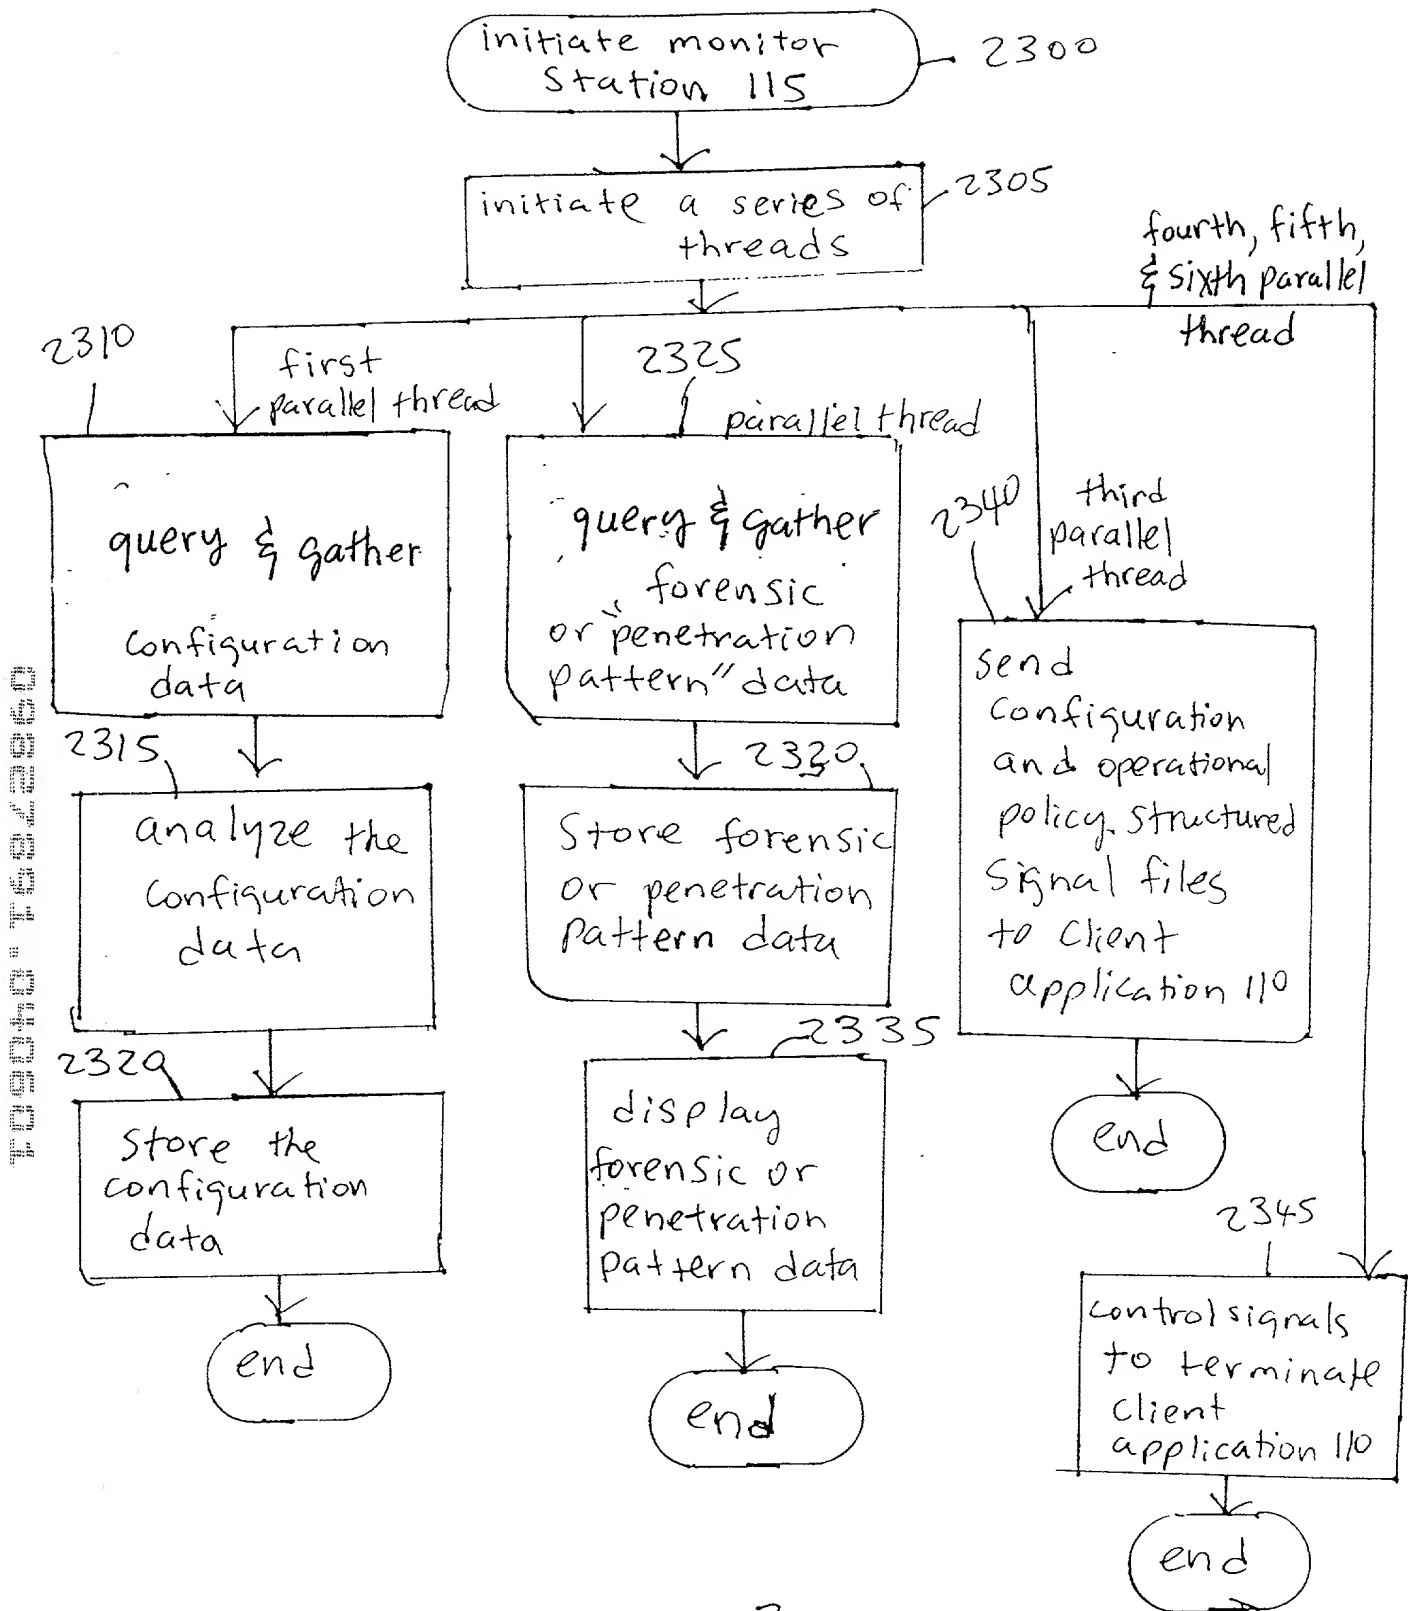 initiate monitor
Station 115
2300
initiate a series of
threads
2305
fourth, fifth,
& sixth parallel
thread
2310
first
parallel thread
2325
parallel thread
2340
third
parallel
thread
query & gather
configuration
data
query & gather
forensic
or "penetration
pattern" data
send
configuration
and operational
policy structured
signal files
to client
application 110
2315
analyze the
configuration
data
2330
Store forensic
or penetration
pattern data
2320
Store the
configuration
data
2335
display
forensic or
penetration
pattern data
end
2345
control signals
to terminate
client
application 110
end
end
end